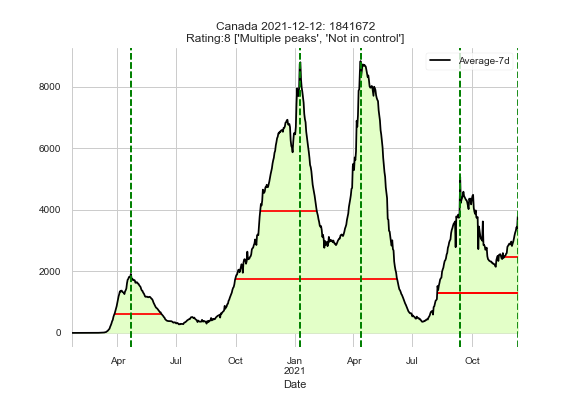 Canada 2021-12-12: 1841672
Rating:8 ['Multiple peaks', 'Not in control']
Average-7d
8000
6000
4000
2000
0
Apr Jul Oct Jan Apr Jul Oct
2021
Date